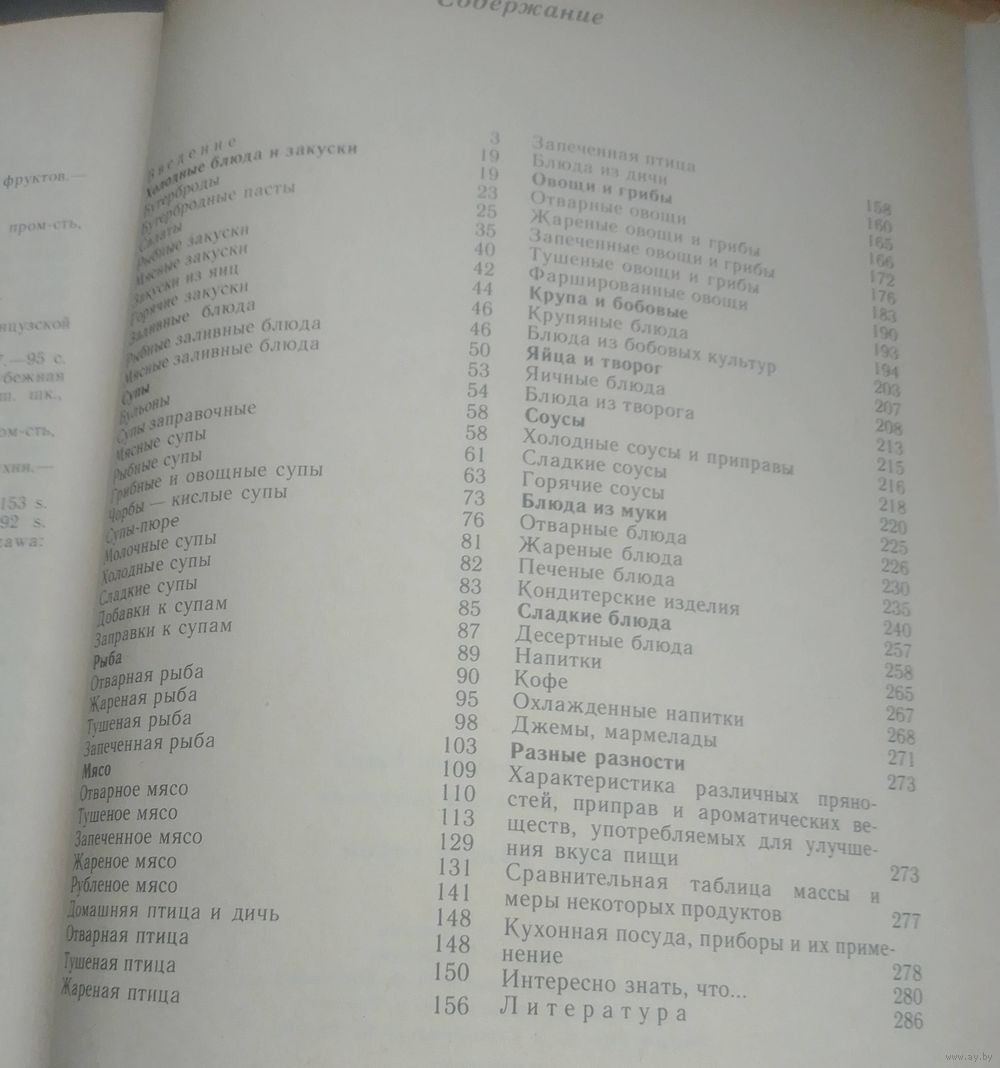 фруктов.—
пром-сть,
нцузской
.—95 с.
бежная
шк.,
ом-сть,
хня.—
153 s.
92 s.
zawa:
Содержание
Введение 3
Холодные блюда и закуски 19
Бутерброды 19
Бутербродные пасты 23
Салаты 25
Рыбные закуски 35
Мясные закуски 40
Закуски из яиц 42
Горячие закуски 44
Заливные блюда 46
Рыбные заливные блюда 46
Мясные заливные блюда 50
Супы 53
Бульоны 54
Супы заправочные 58
Мясные супы 58
Рыбные супы 61
Грибные и овощные супы 63
Чорбы — кислые супы 73
Супы-пюре 76
Молочные супы 81
Холодные супы 82
Сладкие супы 83
Добавки к супам 85
Заправки к супам 87
Рыба 89
Отварная рыба 90
Жареная рыба 95
Тушеная рыба 98
Запеченная рыба 103
Мясо 109
Отварное мясо 110
Тушеное мясо 113
Запеченное мясо 129
Жареное мясо 131
Рубленое мясо 141
Домашняя птица и дичь 148
Отварная птица 148
Тушеная птица 150
Жареная птица 156
Запеченная птица 158
Блюда из дичи 160
Овощи и грибы 165
Отварные овощи 166
Жареные овощи и грибы 172
Запеченные овощи и грибы 176
Тушеные овощи и грибы 183
Фаршированные овощи 190
Крупа и бобовые 193
Крупяные блюда 194
Блюда из бобовых культур 203
Яйца и творог 207
Яичные блюда 208
Блюда из творога 213
Соусы 215
Холодные соусы и приправы 216
Сладкие соусы 218
Горячие соусы 220
Блюда из муки 225
Отварные блюда 226
Жареные блюда 230
Печеные блюда 235
Кондитерские изделия 240
Сладкие блюда 257
Десертные блюда 258
Напитки 265
Кофе 267
Охлажденные напитки 268
Джемы, мармелады 271
Разные разности 273
Характеристика различных пряно-
стей, приправ и ароматических ве-
ществ, употребляемых для улучше-
ния вкуса пищи 273
Сравнительная таблица массы и
меры некоторых продуктов 277
Кухонная посуда, приборы и их приме-
нение 278
Интересно знать, что... 280
Литература 286
www.ay.by